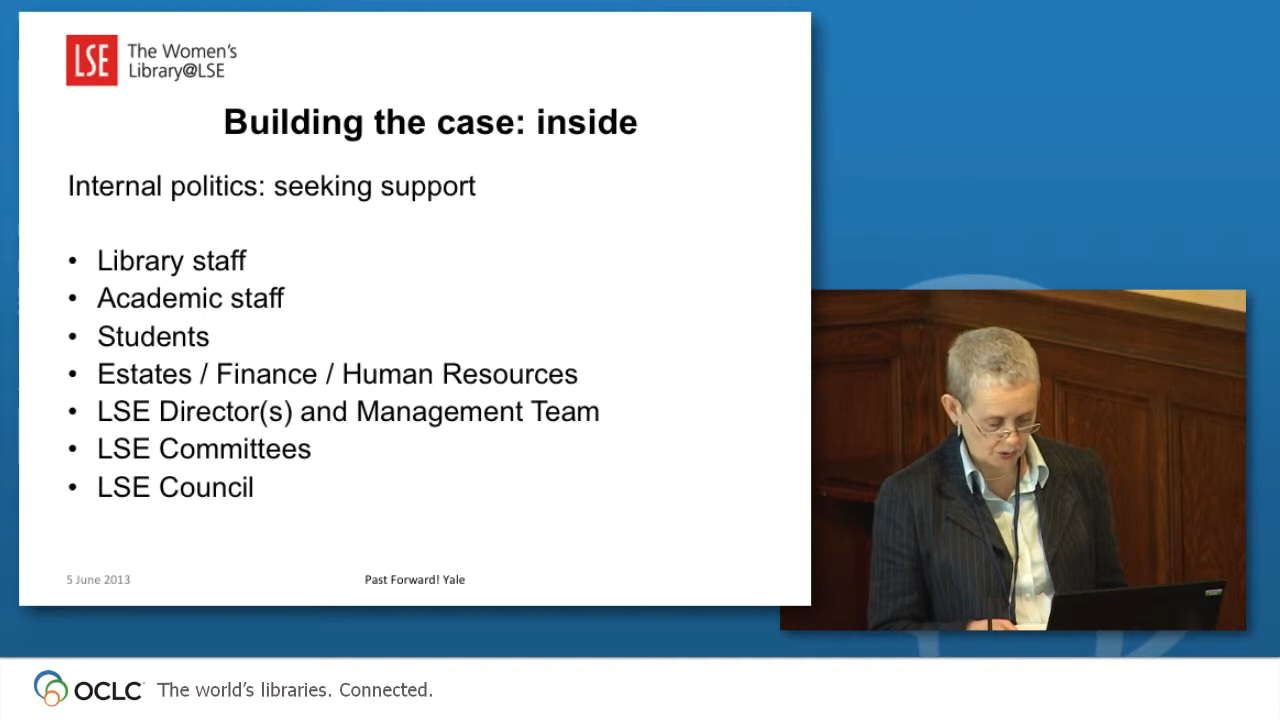 LSE The Women's
Library@LSE
Building the case: inside
Internal politics: seeking support
• Library staff
• Academic staff
• Students
• Estates / Finance / Human Resources
• LSE Director(s) and Management Team
• LSE Committees
• LSE Council
5 June 2013 Past Forward! Yale
OCLC The world's libraries. Connected.